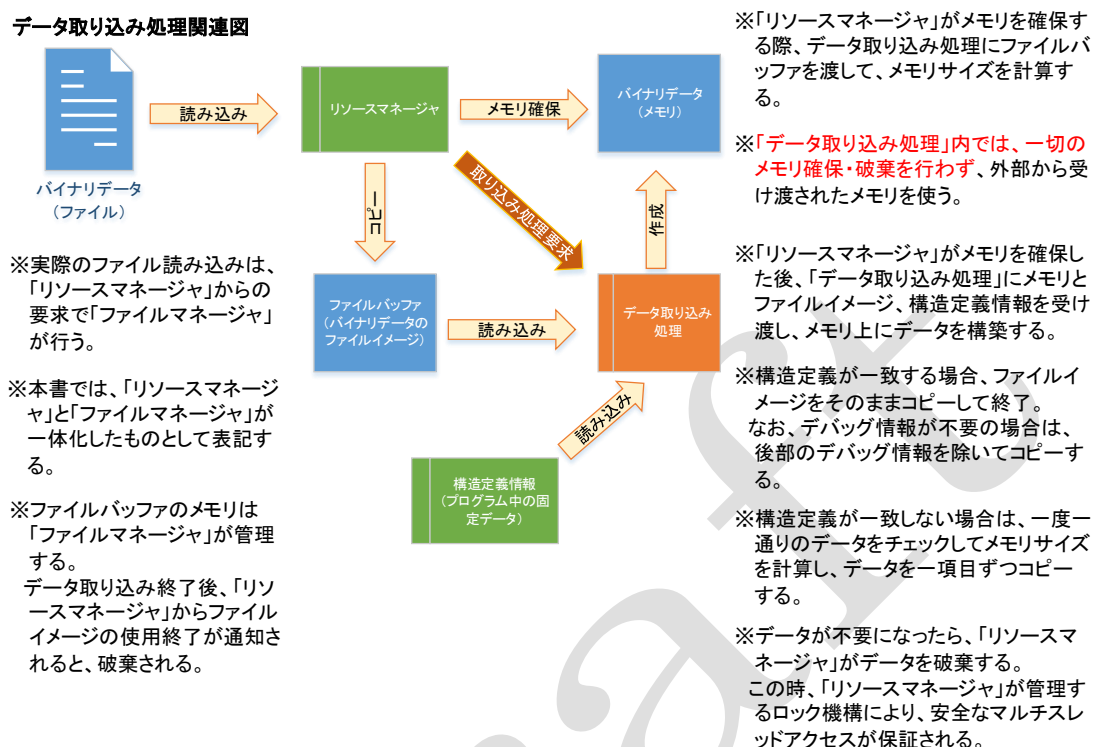 データ取り込み処理関連図
読み込み
バイナリデータ
（ファイル）
リソースマネージャ
メモリ確保
バイナリデータ
（メモリ）
コピー
取り込み処理要求
作成
ファイルバッファ
（バイナリデータの
ファイルイメージ）
読み込み
データ取り込み
処理
読み込み
構造定義情報
（プログラム中の固
定データ）
※実際のファイル読み込みは、
「リソースマネージャ」からの
要求で「ファイルマネージャ」
が行う。
※本書では、「リソースマネージ
ャ」と「ファイルマネージャ」が
一体化したものとして表記す
る。
※ファイルバッファのメモリは
「ファイルマネージャ」が管理
する。
データ取り込み終了後、「リソ
ースマネージャ」からファイル
イメージの使用終了が通知さ
れると、破棄される。
※「リソースマネージャ」がメモリを確保す
る際、データ取り込み処理にファイルバ
ッファを渡して、メモリサイズを計算す
る。
※「データ取り込み処理」内では、一切の
メモリ確保・破棄を行わず、外部から受
け渡されたメモリを使う。
※「リソースマネージャ」がメモリを確保し
た後、「データ取り込み処理」にメモリと
ファイルイメージ、構造定義情報を受け
渡し、メモリ上にデータを構築する。
※構造定義が一致する場合、ファイルイ
メージをそのままコピーして終了。
なお、デバッグ情報が不要の場合は、
後部のデバッグ情報を除いてコピーす
る。
※構造定義が一致しない場合は、一度一
通りのデータをチェックしてメモリサイズ
を計算し、データを一項目ずつコピー
する。
※データが不要になったら、「リソースマ
ネージャ」がデータを破棄する。
この時、「リソースマネージャ」が管理す
るロック機構により、安全なマルチスレ
ッドアクセスが保証される。